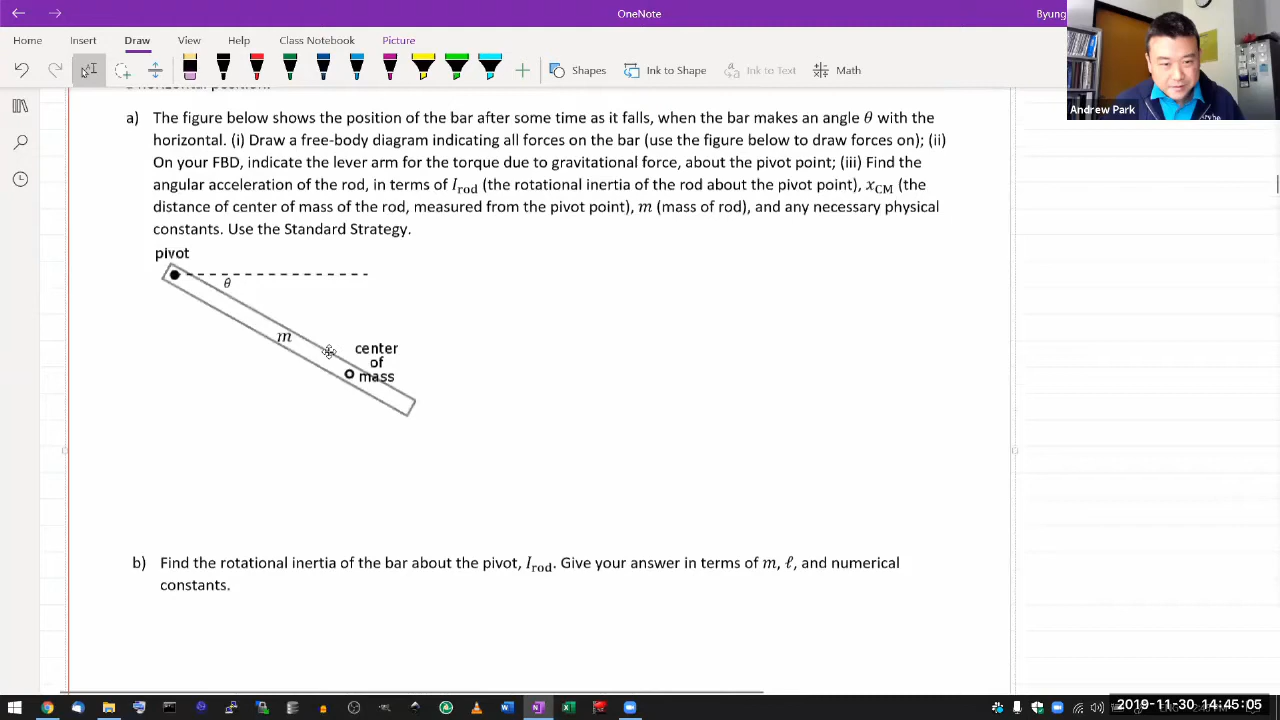 OneNote
Byung
Home Insert Draw View Help Class Notebook Picture
Shapes Ink to Shape Ink to Text Math
Andrew Park
horizontal position.
a) The figure below shows the position of the bar after some time as it falls, when the bar makes an angle θ with the
horizontal. (i) Draw a free-body diagram indicating all forces on the bar (use the figure below to draw forces on); (ii)
On your FBD, indicate the lever arm for the torque due to gravitational force, about the pivot point; (iii) Find the
angular acceleration of the rod, in terms of I_rod (the rotational inertia of the rod about the pivot point), x_CM (the
distance of center of mass of the rod, measured from the pivot point), m (mass of rod), and any necessary physical
constants. Use the Standard Strategy.
pivot
θ
m
center
of
mass
b) Find the rotational inertia of the bar about the pivot, I_rod. Give your answer in terms of m, ℓ, and numerical
constants.
2019-11-30 14:45:05